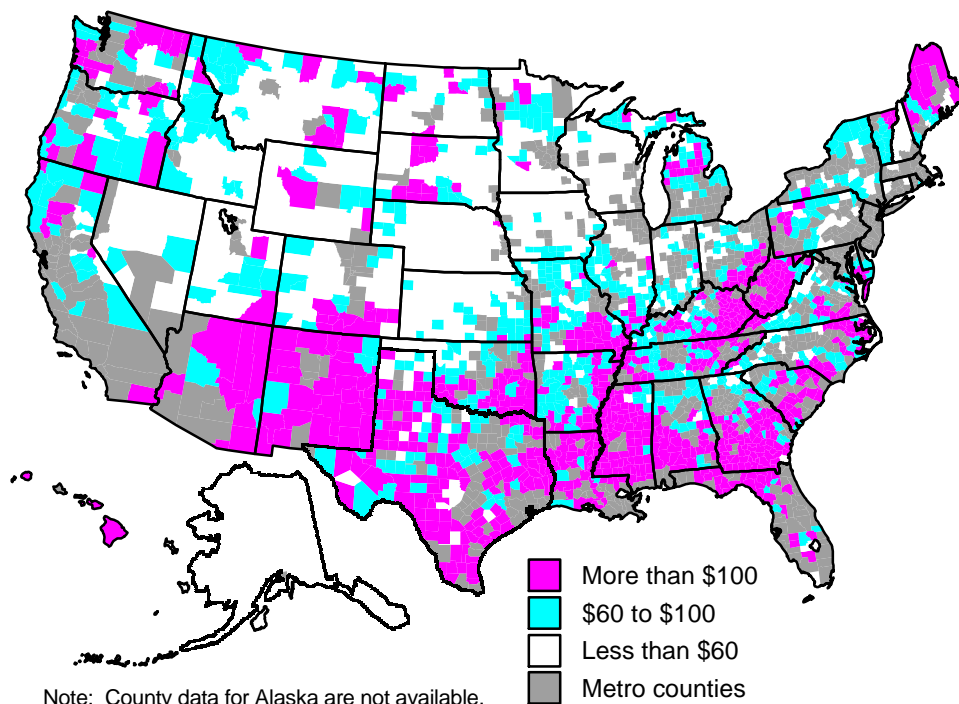 More than $100
$60 to $100
Less than $60
Metro counties
Note: County data for Alaska are not available.